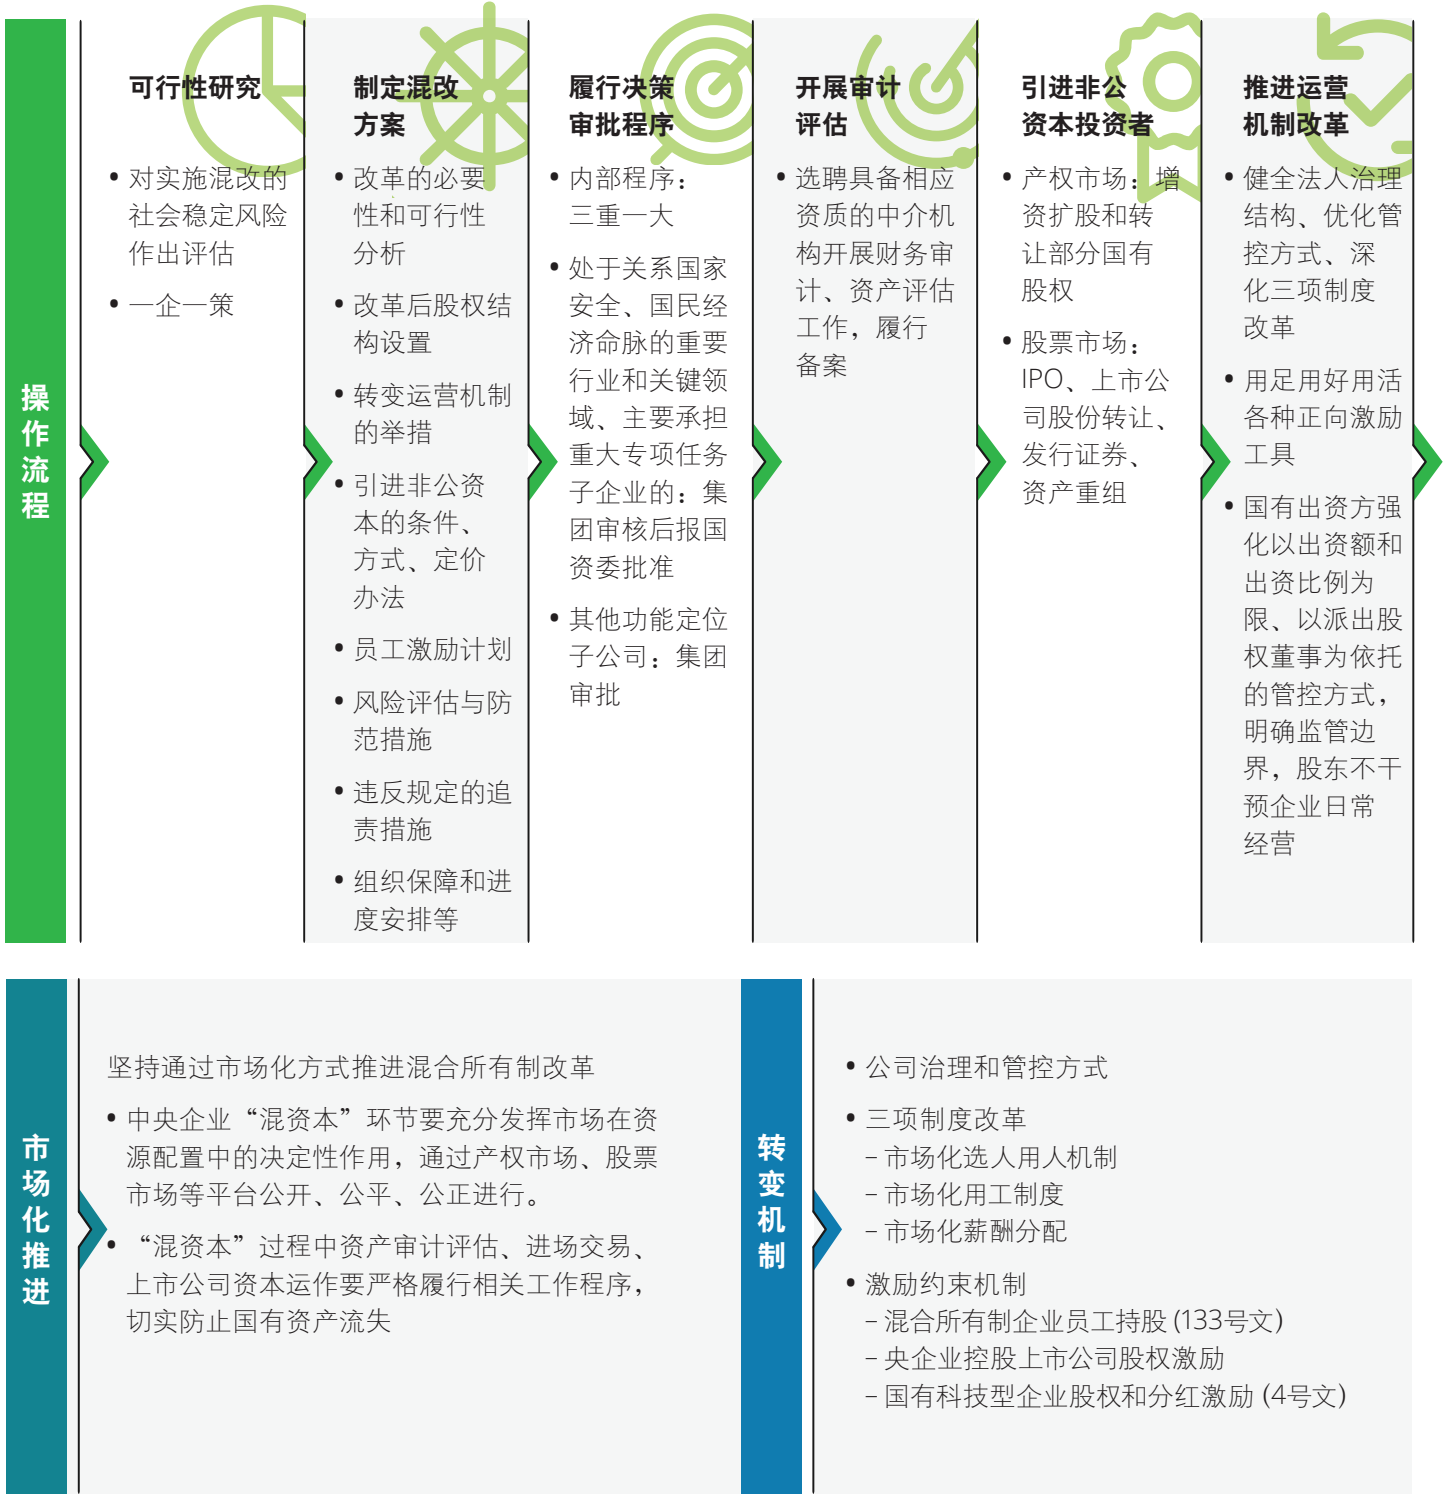 操作流程
可行性研究
• 对实施混改的
社会稳定风险
作出评估
• 一企一策
制定混改
方案
• 改革的必要
性和可行性
分析
• 改革后股权结
构设置
• 转变运营机制
的举措
• 引进非公资
本的条件、
方式、定价
办法
• 员工激励计划
• 风险评估与防
范措施
• 违反规定的追
责措施
• 组织保障和进
度安排等
履行决策
审批程序
• 内部程序：
三重一大
• 处于关系国家
安全、国民经
济命脉的重要
行业和关键领
域、主要承担
重大专项任务
子企业的：集
团审核后报国
资委批准
• 其他功能定位
子公司：集团
审批
开展审计
评估
• 选聘具备相应
资质的中介机
构开展财务审
计、资产评估
工作，履行
备案
引进非公
资本投资者
• 产权市场：增
资扩股和转
让部分国有
股权
• 股票市场：
IPO、上市公
司股份转让、
发行证券、
资产重组
推进运营
机制改革
• 健全法人治理
结构、优化管
控方式、深
化三项制度
改革
• 用足用好用活
各种正向激励
工具
• 国有出资方强
化以出资额和
出资比例为
限、以派出股
权董事为依托
的管控方式，
明确监管边
界，股东不干
预企业日常
经营
市场化推进
坚持通过市场化方式推进混合所有制改革
• 中央企业“混资本”环节要充分发挥市场在资
源配置中的决定性作用，通过产权市场、股票
市场等平台公开、公平、公正进行。
• “混资本”过程中资产审计评估、进场交易、
上市公司资本运作要严格履行相关工作程序，
切实防止国有资产流失
转变机制
• 公司治理和管控方式
• 三项制度改革
– 市场化选人用人机制
– 市场化用工制度
– 市场化薪酬分配
• 激励约束机制
– 混合所有制企业员工持股 (133号文)
– 央企业控股上市公司股权激励
– 国有科技型企业股权和分红激励 (4号文)